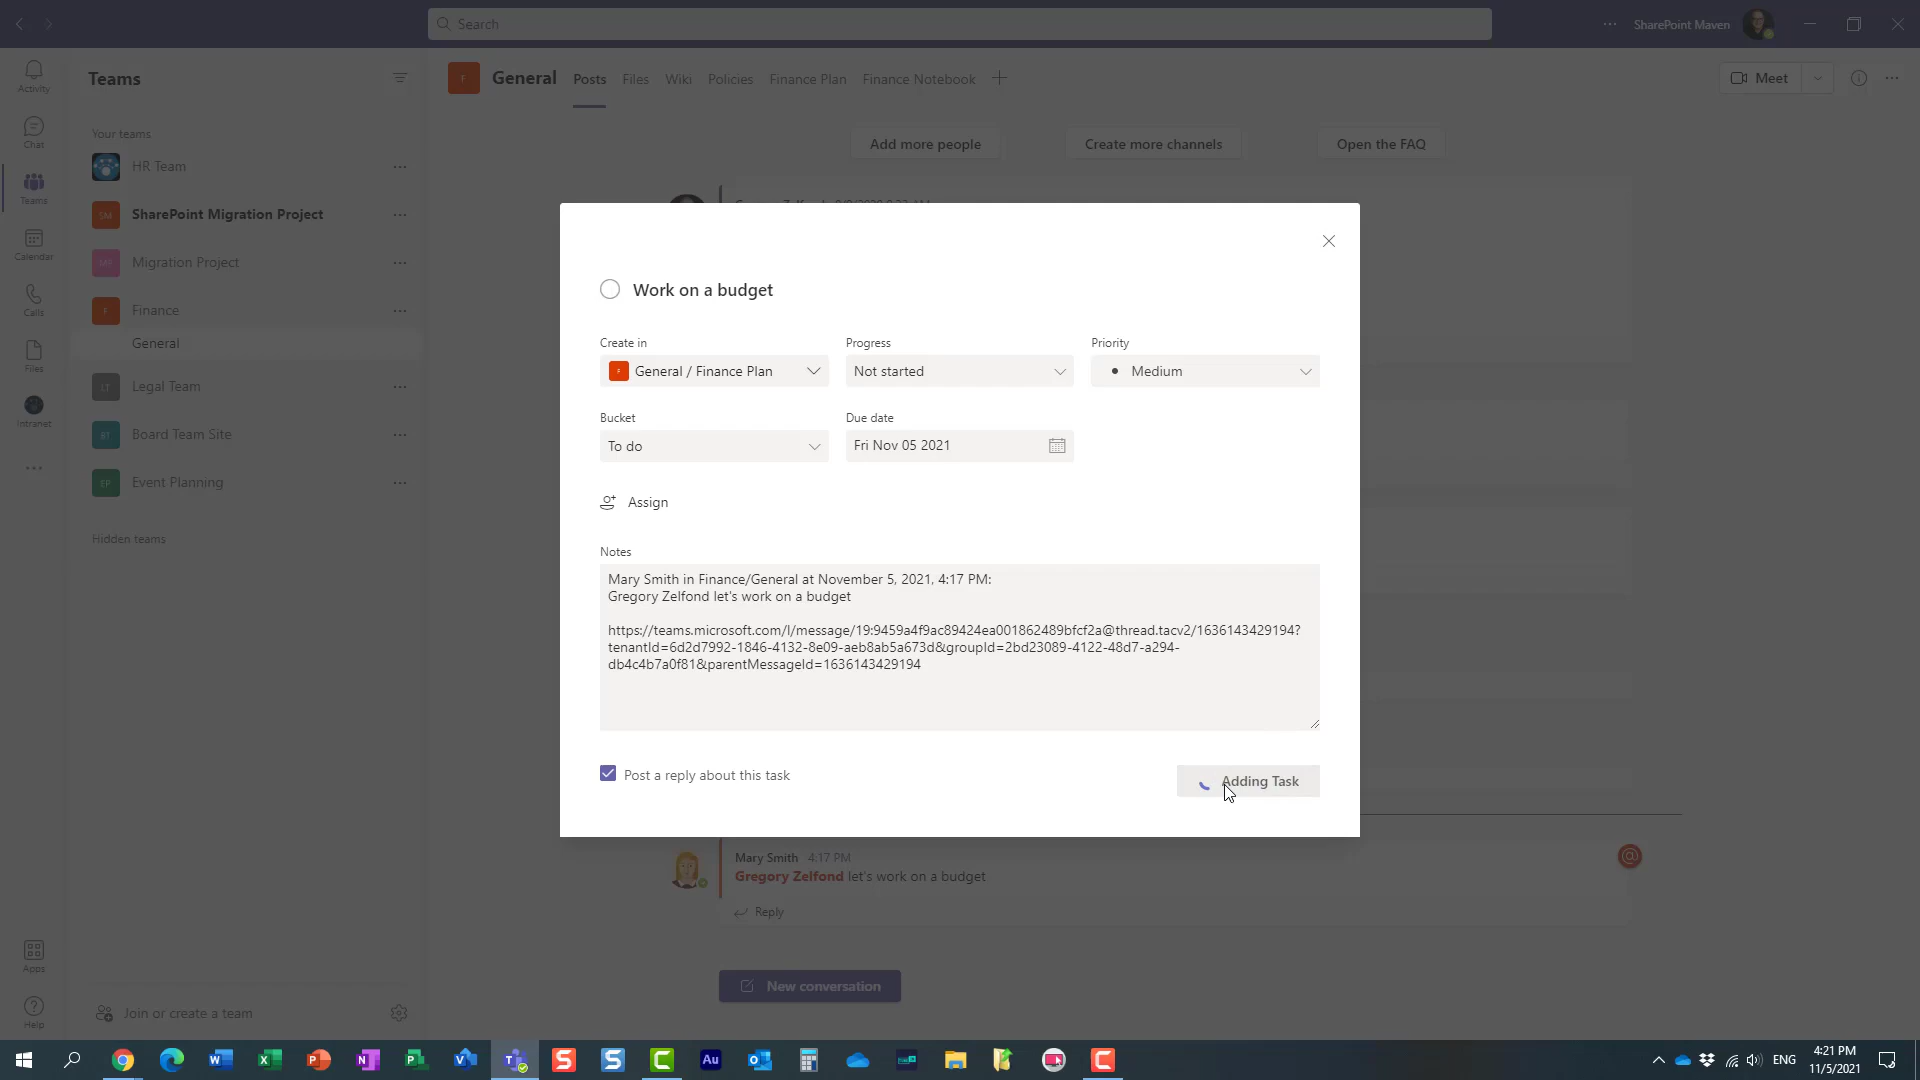 Search
SharePoint Maven
Activity
Chat
Teams
Calendar
Calls
Files
Intranet
Apps
Help
Teams
Your teams
HR Team
SM
SharePoint Migration Project
MP
Migration Project
F
Finance
General
LT
Legal Team
BT
Board Team Site
EP
Event Planning
Hidden teams
Join or create a team
F
General
Posts
Files
Wiki
Policies
Finance Plan
Finance Notebook
Meet
Add more people
Create more channels
Open the FAQ
Work on a budget
Create in
F
General / Finance Plan
Progress
Not started
Priority
Medium
Bucket
To do
Due date
Fri Nov 05 2021
Assign
Notes
Mary Smith in Finance/General at November 5, 2021, 4:17 PM:
Gregory Zelfond let's work on a budget
https://teams.microsoft.com/l/message/19:9459a4f9ac89424ea001862489bfcf2a@thread.tacv2/1636143429194?
tenantId=6d2d7992-1846-4132-8e09-aeb8ab5a673d&groupId=2bd23089-4122-48d7-a294-
db4c4b7a0f81&parentMessageId=1636143429194
Post a reply about this task
Adding Task
Mary Smith 4:17 PM
Gregory Zelfond let's work on a budget
Reply
New conversation
ENG
4:21 PM
11/5/2021